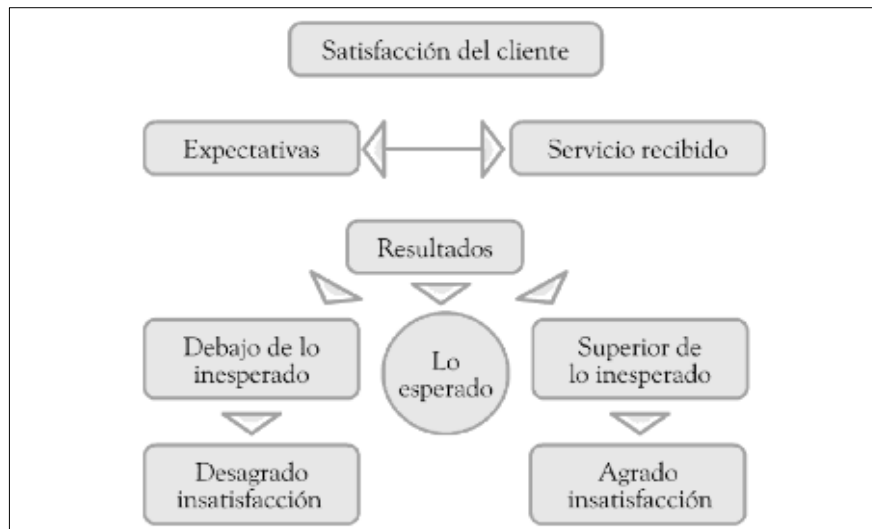 Satisfacción del cliente
Expectativas
Servicio recibido
Resultados
Debajo de lo
inesperado
Lo
esperado
Superior de
lo inesperado
Desagrado
insatisfacción
Agrado
insatisfacción